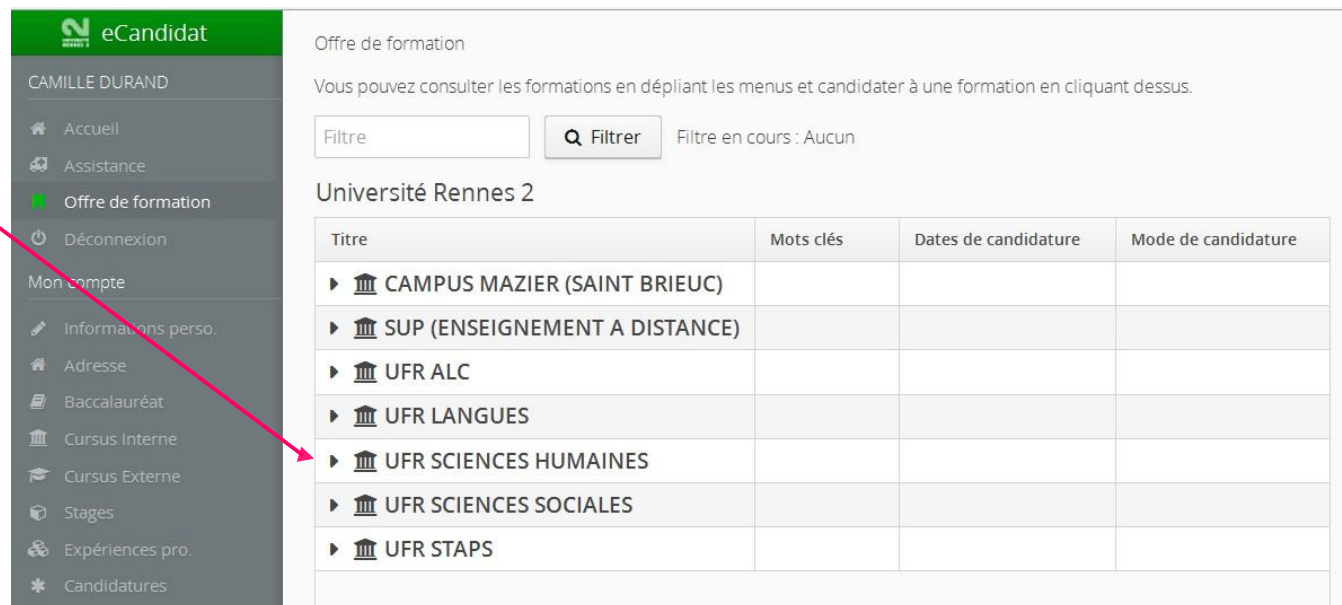 eCandidat
CAMILLE DURAND
Accueil
Assistance
Offre de formation
Déconnexion
Mon compte
Informations perso.
Adresse
Baccalauréat
Cursus Interne
Cursus Externe
Stages
Expériences pro.
Candidatures
Offre de formation
Vous pouvez consulter les formations en dépliant les menus et candidater à une formation en cliquant dessus.
Filtre Filtrer Filtre en cours : Aucun
Université Rennes 2
Titre Mots clés Dates de candidature Mode de candidature
CAMPUS MAZIER (SAINT BRIEUC)
SUP (ENSEIGNEMENT A DISTANCE)
UFR ALC
UFR LANGUES
UFR SCIENCES HUMAINES
UFR SCIENCES SOCIALES
UFR STAPS